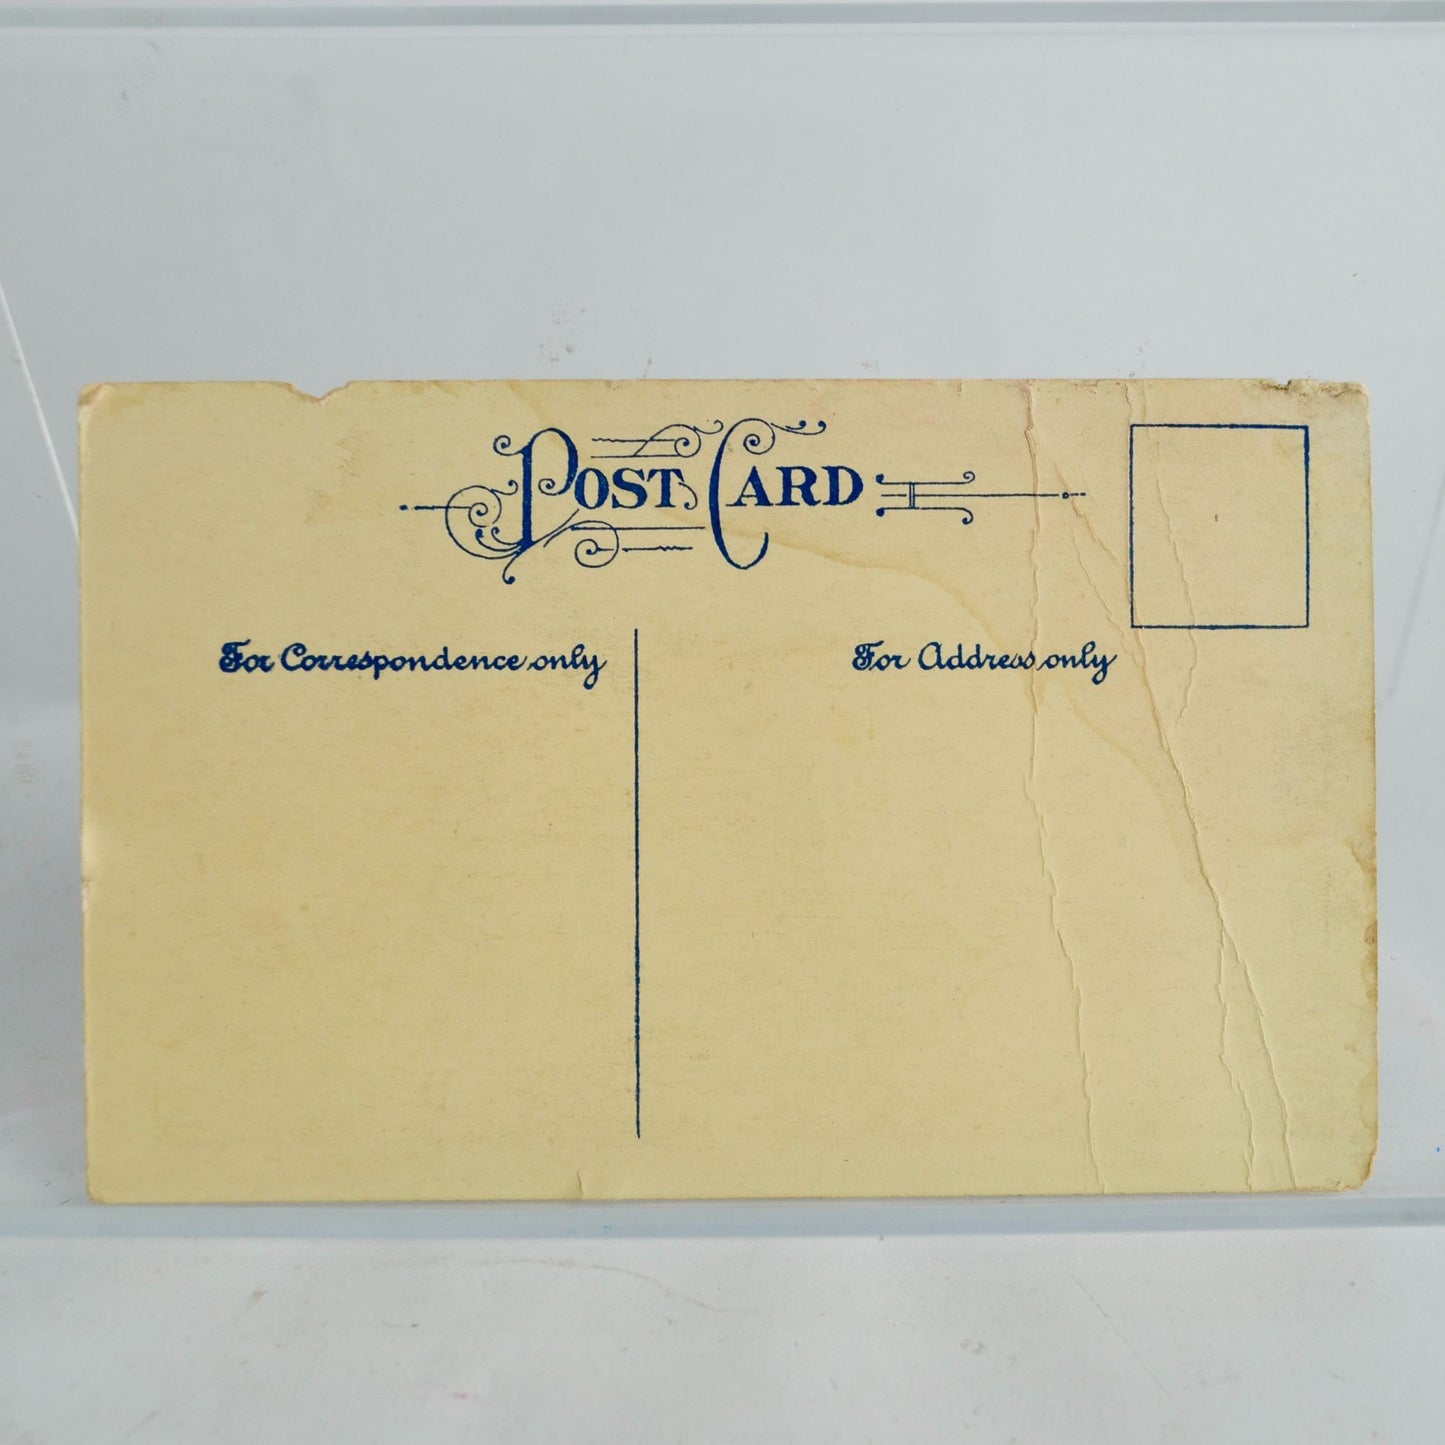 POST CARD
For Correspondence only
For Address only